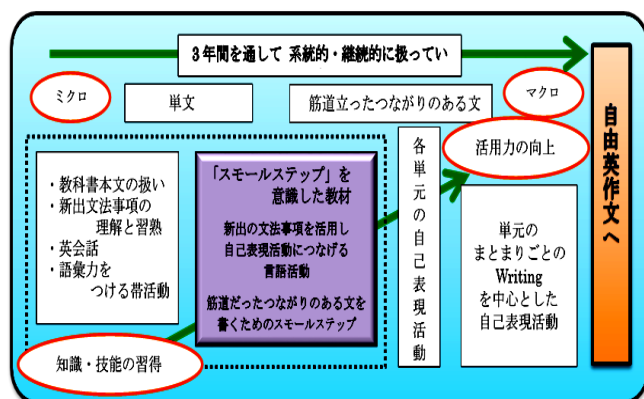 3年間を通して 系統的・継続的に扱ってい
ミクロ
単文
筋道立ったつながりのある文
マクロ
・教科書本文の扱い
・新出文法事項の
理解と習熟
・英会話
・語彙力を
つける帯活動
「スモールステップ」を
意識した教材
新出の文法事項を活用し
自己表現活動につなげる
言語活動
筋道だったつながりのある文を
書くためのスモールステップ
各単元の自己表現活動
活用力の向上
単元の
まとまりごとの
Writing
を中心とした
自己表現活動
知識・技能の習得
自由英作文へ